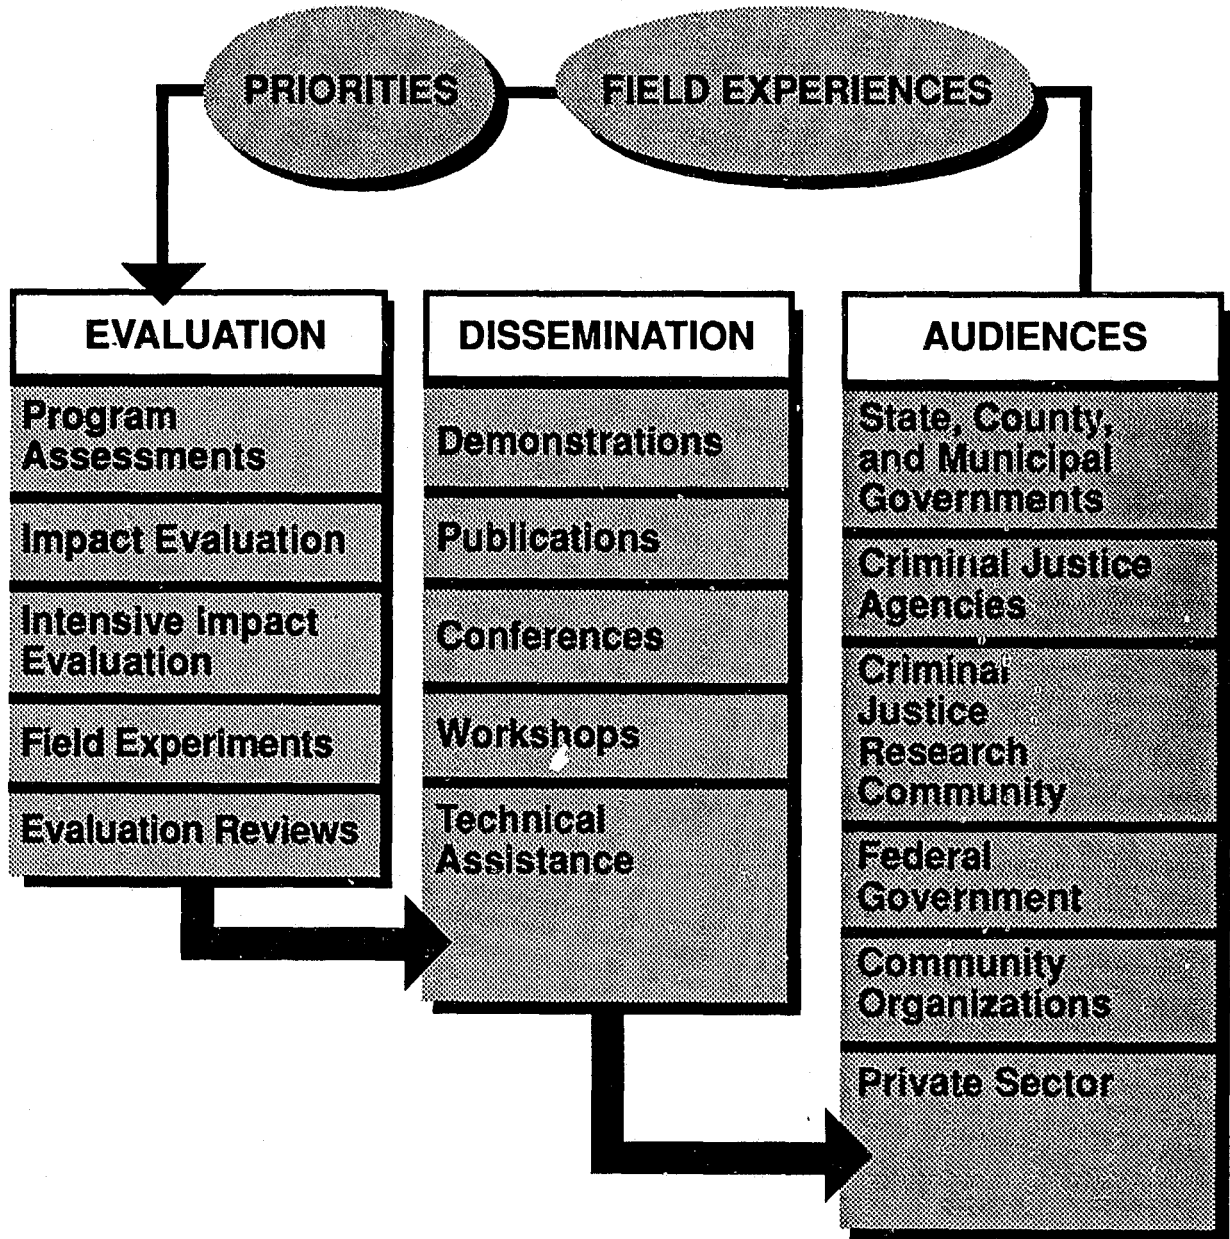 PRIORITIES
FIELD EXPERIENCES
EVALUATION
Program
Assessments
Impact Evaluation
Intensive Impact
Evaluation
Field Experiments
Evaluation Reviews
DISSEMINATION
Demonstrations
Publications
Conferences
Workshops
Technical
Assistance
AUDIENCES
State, County,
and Municipal
Governments
Criminal Justice
Agencies
Criminal
Justice
Research
Community
Federal
Government
Community
Organizations
Private Sector